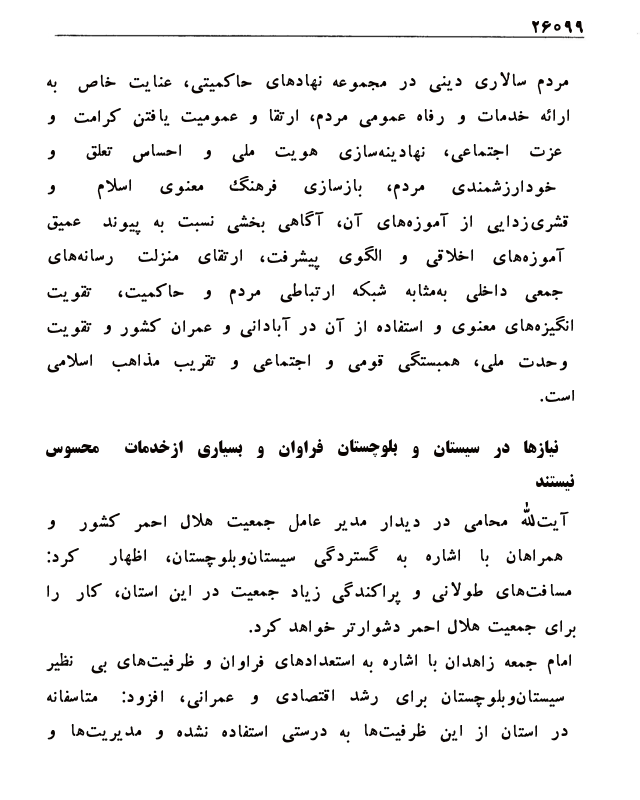 ۲۶۰۹۹
مردم سالاری دینی در مجموعه نهادهای حاکمیتی، عنایت خاص به
ارائه خدمات و رفاه عمومی مردم، ارتقا و عمومیت یافتن کرامت و
عزت اجتماعی، نهادینه‌سازی هویت ملی و احساس تعلق و
خودارزشمندی مردم، بازسازی فرهنگ معنوی اسلام و
قشری‌زدایی از آموزه‌های آن، آگاهی بخشی نسبت به پیوند عمیق
آموزه‌های اخلاقی و الگوی پیشرفت، ارتقای منزلت رسانه‌های
جمعی داخلی به‌مثابه شبکه ارتباطی مردم و حاکمیت، تقویت
انگیزه‌های معنوی و استفاده از آن در آبادانی و عمران کشور و تقویت
وحدت ملی، همبستگی قومی و اجتماعی و تقریب مذاهب اسلامی
است.
نیازها در سیستان و بلوچستان فراوان و بسیاری ازخدمات محسوس
نیستند
آیت‌الله محامی در دیدار مدیر عامل جمعیت هلال احمر کشور و
همراهان با اشاره به گستردگی سیستان‌وبلوچستان، اظهار کرد:
مسافت‌های طولانی و پراکندگی زیاد جمعیت در این استان، کار را
برای جمعیت هلال احمر دشوارتر خواهد کرد.
امام جمعه زاهدان با اشاره به استعدادهای فراوان و ظرفیت‌های بی نظیر
سیستان‌وبلوچستان برای رشد اقتصادی و عمرانی، افزود: متاسفانه
در استان از این ظرفیت‌ها به درستی استفاده نشده و مدیریت‌ها و